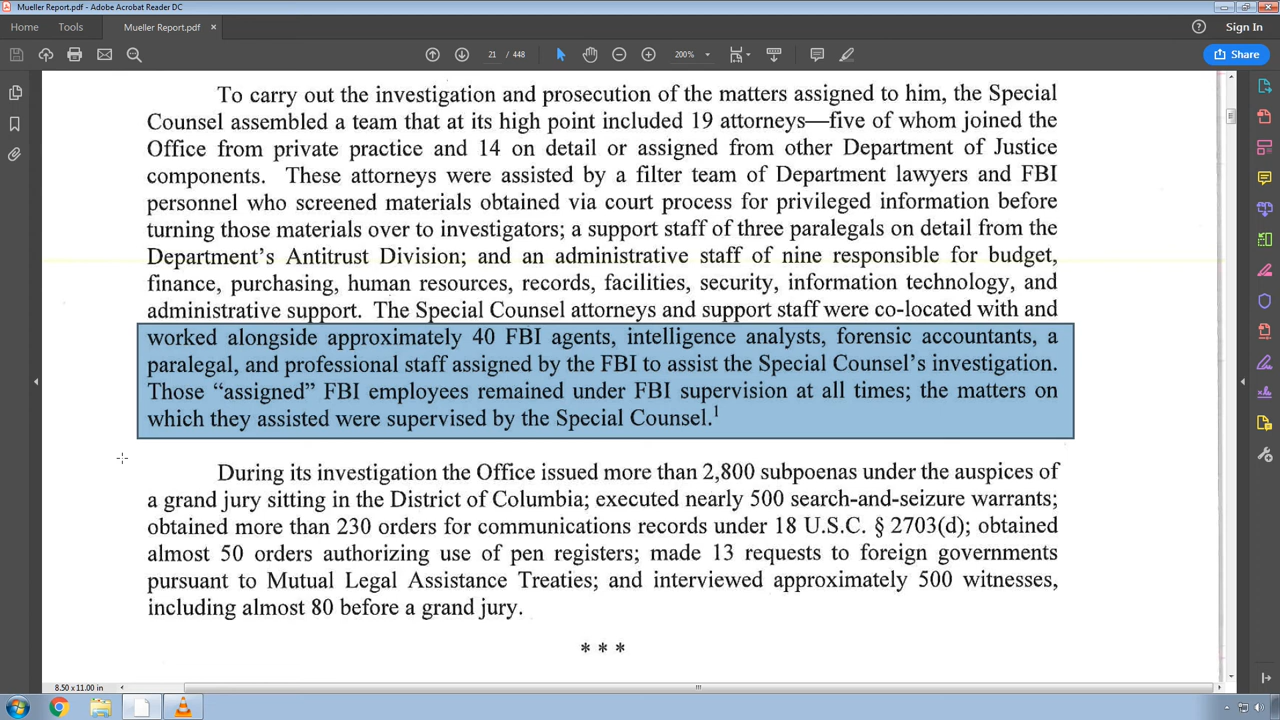 Mueller Report.pdf - Adobe Acrobat Reader DC
Home Tools Mueller Report.pdf × Sign In
21 / 448 200% Share
To carry out the investigation and prosecution of the matters assigned to him, the Special
Counsel assembled a team that at its high point included 19 attorneys—five of whom joined the
Office from private practice and 14 on detail or assigned from other Department of Justice
components. These attorneys were assisted by a filter team of Department lawyers and FBI
personnel who screened materials obtained via court process for privileged information before
turning those materials over to investigators; a support staff of three paralegals on detail from the
Department's Antitrust Division; and an administrative staff of nine responsible for budget,
finance, purchasing, human resources, records, facilities, security, information technology, and
administrative support. The Special Counsel attorneys and support staff were co-located with and
worked alongside approximately 40 FBI agents, intelligence analysts, forensic accountants, a
paralegal, and professional staff assigned by the FBI to assist the Special Counsel's investigation.
Those “assigned” FBI employees remained under FBI supervision at all times; the matters on
which they assisted were supervised by the Special Counsel.1
During its investigation the Office issued more than 2,800 subpoenas under the auspices of
a grand jury sitting in the District of Columbia; executed nearly 500 search-and-seizure warrants;
obtained more than 230 orders for communications records under 18 U.S.C. § 2703(d); obtained
almost 50 orders authorizing use of pen registers; made 13 requests to foreign governments
pursuant to Mutual Legal Assistance Treaties; and interviewed approximately 500 witnesses,
including almost 80 before a grand jury.
* * *
8.50 x 11.00 in